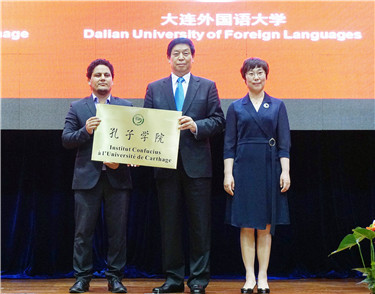 大连外国语大学
hage
Dalian University of Foreign Languages
孔子学院
Institut Confucius
à l'Université de Carthage